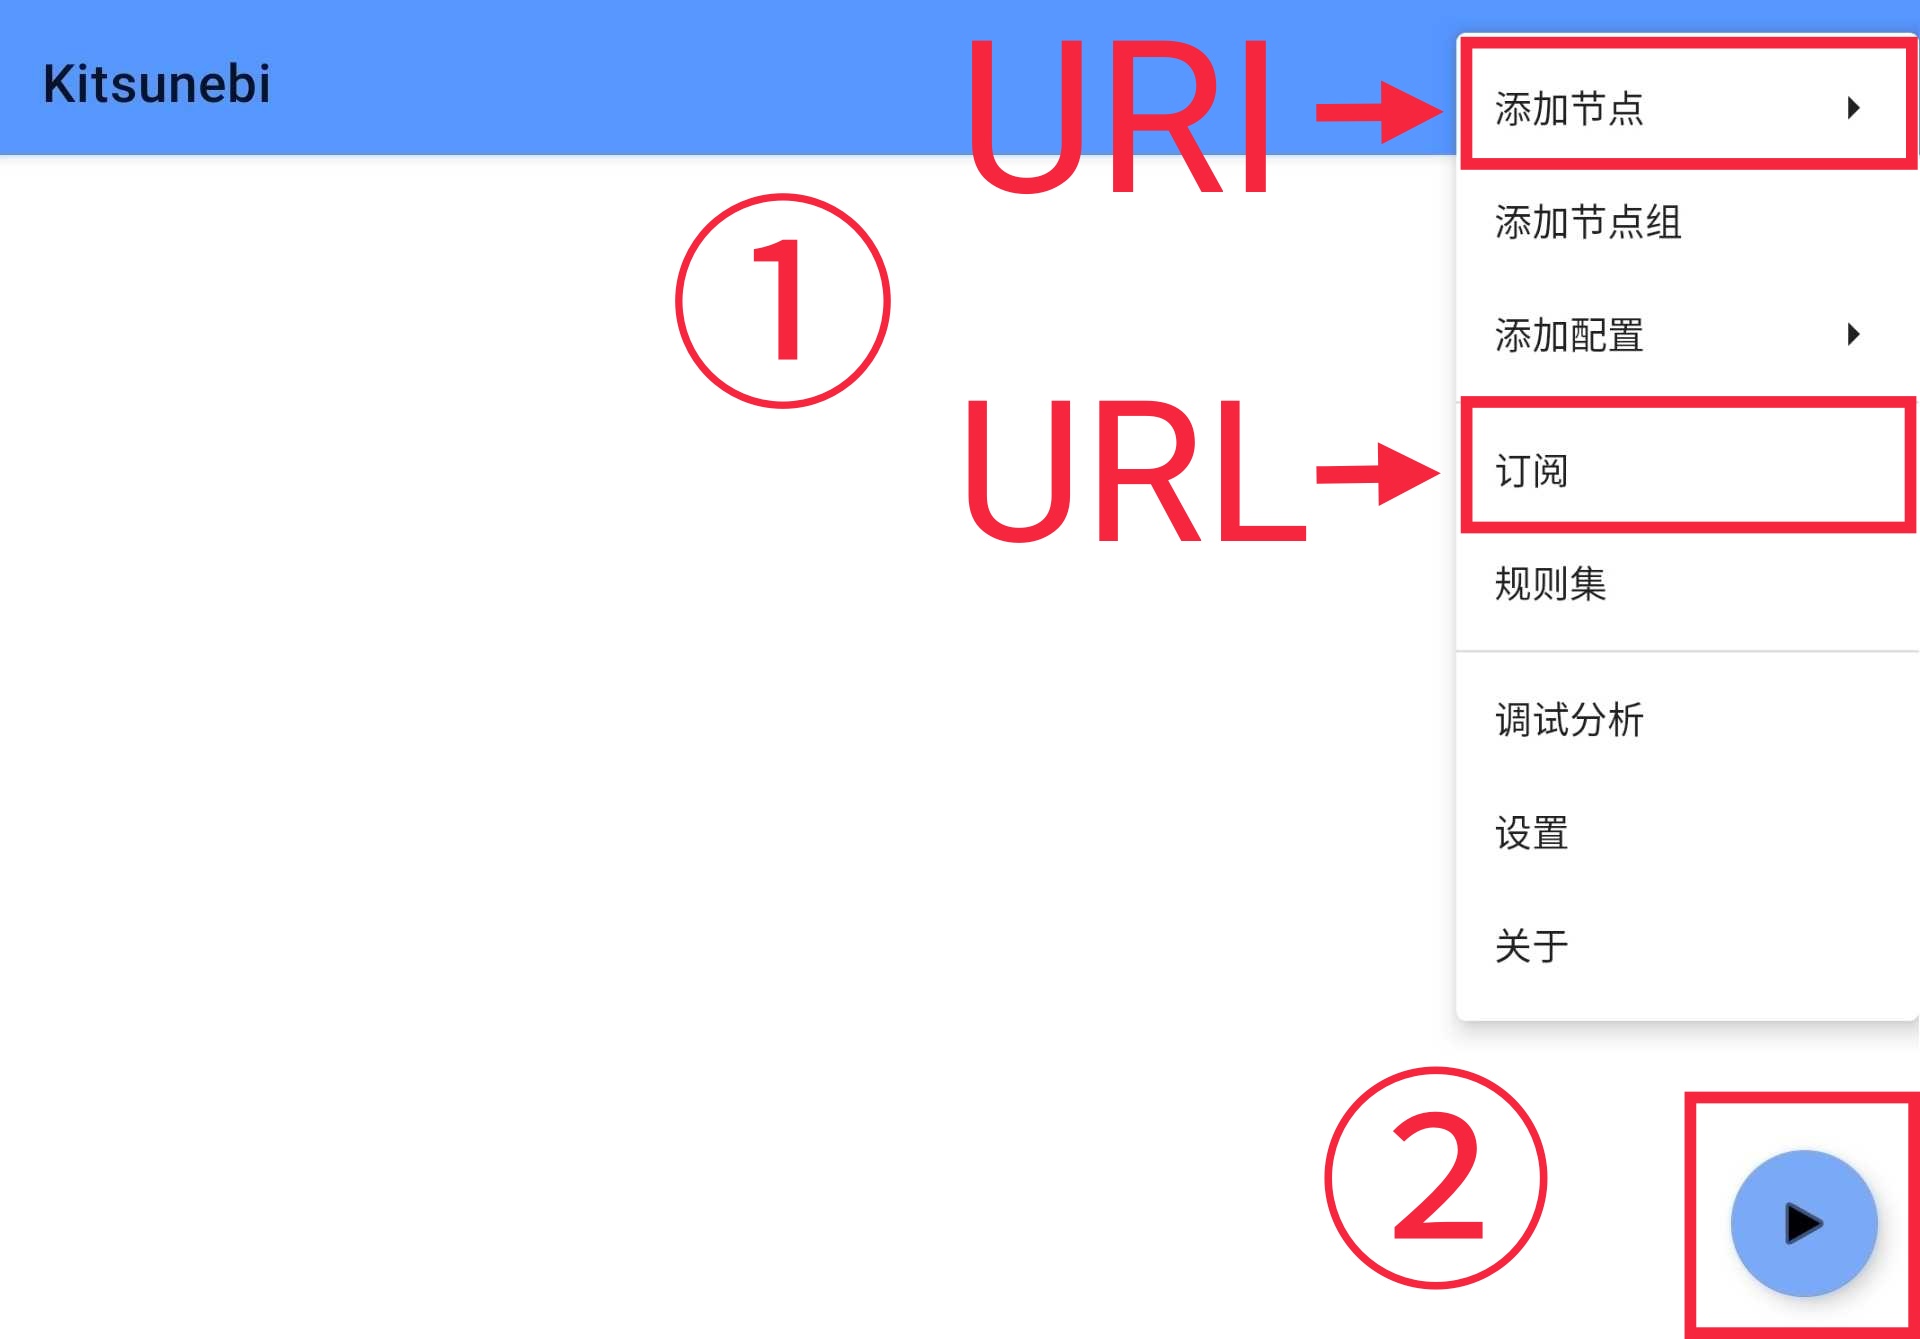 Kitsunebi
URI
添加节点
添加节点组
①
添加配置
URL
订阅
规则集
调试分析
设置
关于
②